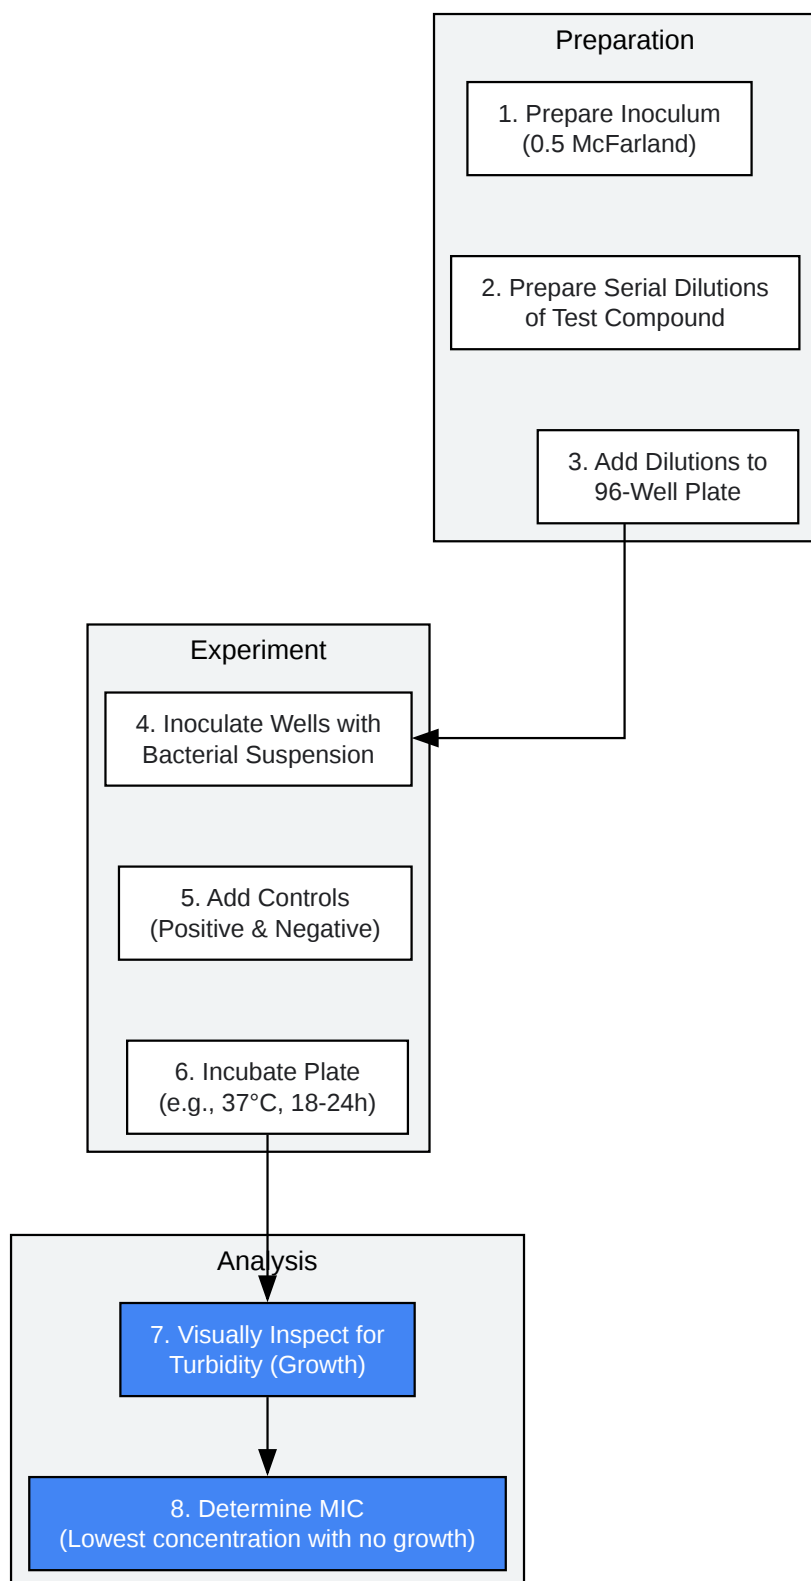 Preparation
1. Prepare Inoculum
(0.5 McFarland)
2. Prepare Serial Dilutions
of Test Compound
3. Add Dilutions to
96-Well Plate
Experiment
4. Inoculate Wells with
Bacterial Suspension
5. Add Controls
(Positive & Negative)
6. Incubate Plate
(e.g., 37°C, 18-24h)
Analysis
7. Visually Inspect for
Turbidity (Growth)
8. Determine MIC
(Lowest concentration with no growth)